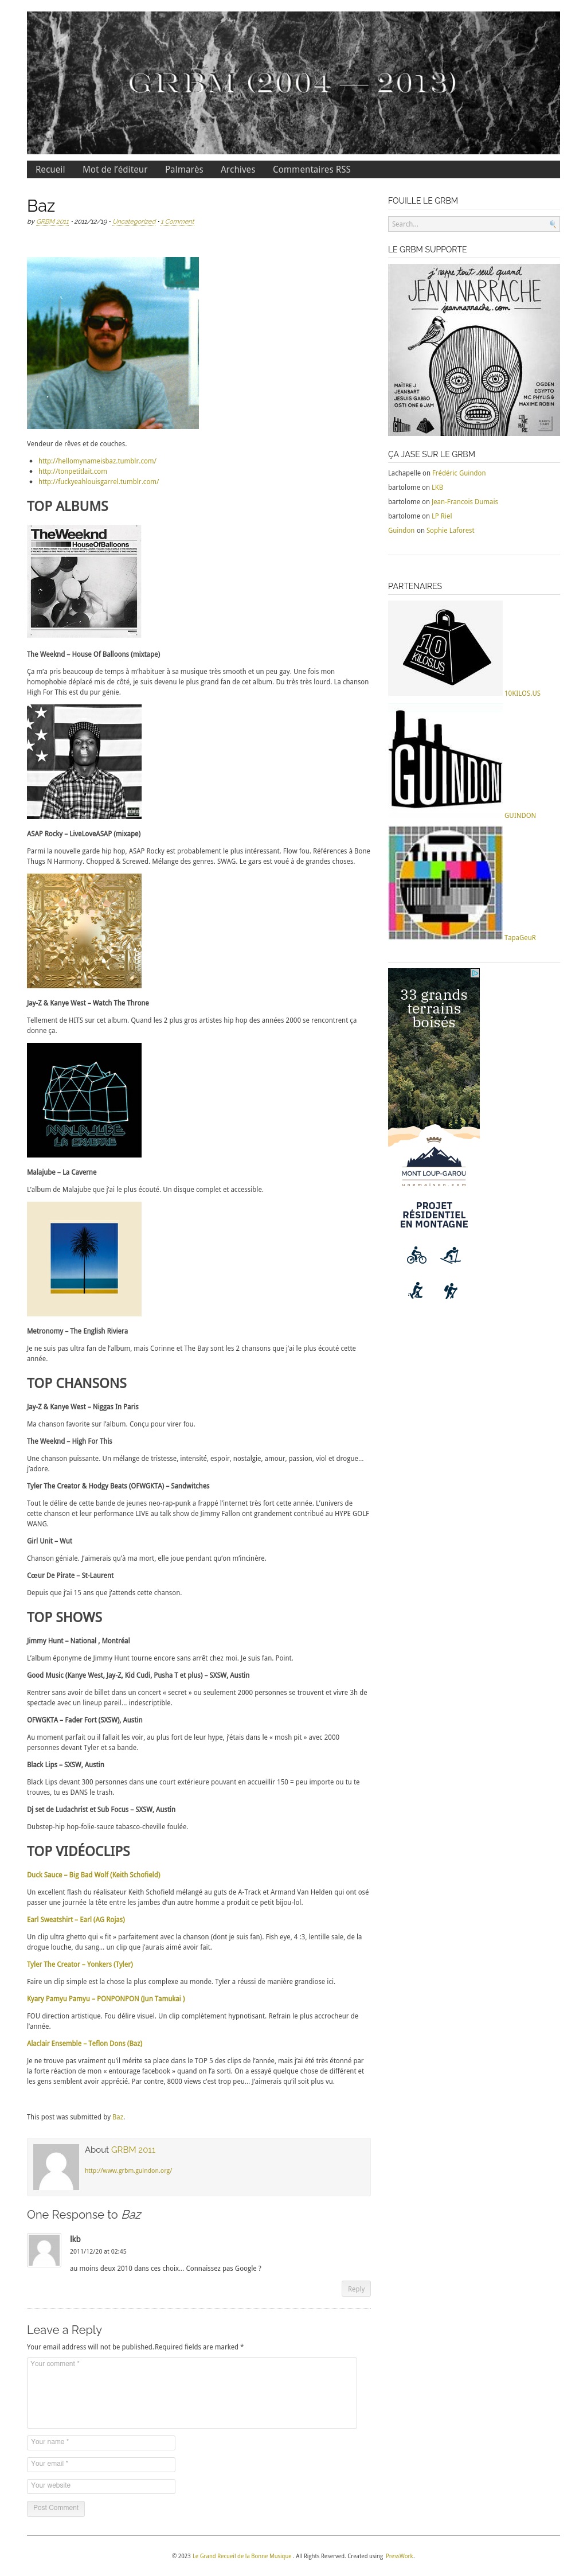 GRBM (2004 — 2013)
Recueil Mot de l'éditeur Palmarès Archives Commentaires RSS
Baz
by GRBM 2011 • 2011/12/19 • Uncategorized • 1 Comment
Vendeur de rêves et de couches.
http://hellomynameisbaz.tumblr.com/
http://tonpetitlait.com
http://fuckyeahlouisgarrel.tumblr.com/
TOP ALBUMS
TheWeeknd
HouseOfBalloons
The Weeknd – House Of Balloons (mixtape)
Ça m'a pris beaucoup de temps à m'habituer à sa musique très smooth et un peu gay. Une fois mon
homophobie déplacé mis de côté, je suis devenu le plus grand fan de cet album. Du très très lourd. La chanson
High For This est du pur génie.
ASAP Rocky – LiveLoveASAP (mixape)
Parmi la nouvelle garde hip hop, ASAP Rocky est probablement le plus intéressant. Flow fou. Références à Bone
Thugs N Harmony. Chopped & Screwed. Mélange des genres. SWAG. Le gars est voué à de grandes choses.
Jay-Z & Kanye West – Watch The Throne
Tellement de HITS sur cet album. Quand les 2 plus gros artistes hip hop des années 2000 se rencontrent ça
donne ça.
MALAJUBE
LA CAVERNE
Malajube – La Caverne
L'album de Malajube que j'ai le plus écouté. Un disque complet et accessible.
Metronomy – The English Riviera
Je ne suis pas ultra fan de l'album, mais Corinne et The Bay sont les 2 chansons que j'ai le plus écouté cette
année.
TOP CHANSONS
Jay-Z & Kanye West – Niggas In Paris
Ma chanson favorite sur l'album. Conçu pour virer fou.
The Weeknd – High For This
Une chanson puissante. Un mélange de tristesse, intensité, espoir, nostalgie, amour, passion, viol et drogue…
j'adore.
Tyler The Creator & Hodgy Beats (OFWGKTA) – Sandwitches
Tout le délire de cette bande de jeunes neo-rap-punk a frappé l'internet très fort cette année. L'univers de
cette chanson et leur performance LIVE au talk show de Jimmy Fallon ont grandement contribué au HYPE GOLF
WANG.
Girl Unit – Wut
Chanson géniale. J'aimerais qu'à ma mort, elle joue pendant qu'on m'incinère.
Cœur De Pirate – St-Laurent
Depuis que j'ai 15 ans que j'attends cette chanson.
TOP SHOWS
Jimmy Hunt – National , Montréal
L'album éponyme de Jimmy Hunt tourne encore sans arrêt chez moi. Je suis fan. Point.
Good Music (Kanye West, Jay-Z, Kid Cudi, Pusha T et plus) – SXSW, Austin
Rentrer sans avoir de billet dans un concert « secret » ou seulement 2000 personnes se trouvent et vivre 3h de
spectacle avec un lineup pareil… indescriptible.
OFWGKTA – Fader Fort (SXSW), Austin
Au moment parfait ou il fallait les voir, au plus fort de leur hype, j'étais dans le « mosh pit » avec 2000
personnes devant Tyler et sa bande.
Black Lips – SXSW, Austin
Black Lips devant 300 personnes dans une court extérieure pouvant en accueillir 150 = peu importe ou tu te
trouves, tu es DANS le trash.
Dj set de Ludachrist et Sub Focus – SXSW, Austin
Dubstep-hip hop-folie-sauce tabasco-cheville foulée.
TOP VIDÉOCLIPS
Duck Sauce – Big Bad Wolf (Keith Schofield)
Un excellent flash du réalisateur Keith Schofield mélangé au guts de A-Track et Armand Van Helden qui ont osé
passer une journée la tête entre les jambes d'un autre homme a produit ce petit bijou-lol.
Earl Sweatshirt – Earl (AG Rojas)
Un clip ultra ghetto qui « fit » parfaitement avec la chanson (dont je suis fan). Fish eye, 4 :3, lentille sale, de la
drogue louche, du sang… un clip que j'aurais aimé avoir fait.
Tyler The Creator – Yonkers (Tyler)
Faire un clip simple est la chose la plus complexe au monde. Tyler a réussi de manière grandiose ici.
Kyary Pamyu Pamyu – PONPONPON (Jun Tamukai )
FOU direction artistique. Fou délire visuel. Un clip complètement hypnotisant. Refrain le plus accrocheur de
l'année.
Alaclair Ensemble – Teflon Dons (Baz)
Je ne trouve pas vraiment qu'il mérite sa place dans le TOP 5 des clips de l'année, mais j'ai été très étonné par
la forte réaction de mon « entourage facebook » quand on l'a sorti. On a essayé quelque chose de différent et
les gens semblent avoir apprécié. Par contre, 8000 views c'est trop peu… J'aimerais qu'il soit plus vu.
This post was submitted by Baz.
About GRBM 2011
http://www.grbm.guindon.org/
One Response to Baz
lkb
2011/12/20 at 02:45
au moins deux 2010 dans ces choix… Connaissez pas Google ?
Reply
Leave a Reply
Your email address will not be published.Required fields are marked *
Your comment *
Your name *
Your email *
Your website
Post Comment
FOUILLE LE GRBM
Search...
LE GRBM SUPPORTE
j'rappe tout seul quand
JEAN NARRACHE
jeannarrache.com
MAÎTRE J
JEANBART
JESUIS GABBO
OSTI ONE & JAM
OGDEN
EGYPTO
MC PHYLIS &
MAXIME ROBIN
ÇA JASE SUR LE GRBM
Lachapelle on Frédéric Guindon
bartolome on LKB
bartolome on Jean-Francois Dumais
bartolome on LP Riel
Guindon on Sophie Laforest
PARTENAIRES
10
KILOS.US
10KILOS.US
GUINDON
GUINDON
TapaGeuR
33 grands
terrains
boisés
MONT LOUP-GAROU
unemaison.com
PROJET
RÉSIDENTIEL
EN MONTAGNE
© 2023 Le Grand Recueil de la Bonne Musique . All Rights Reserved. Created using PressWork.